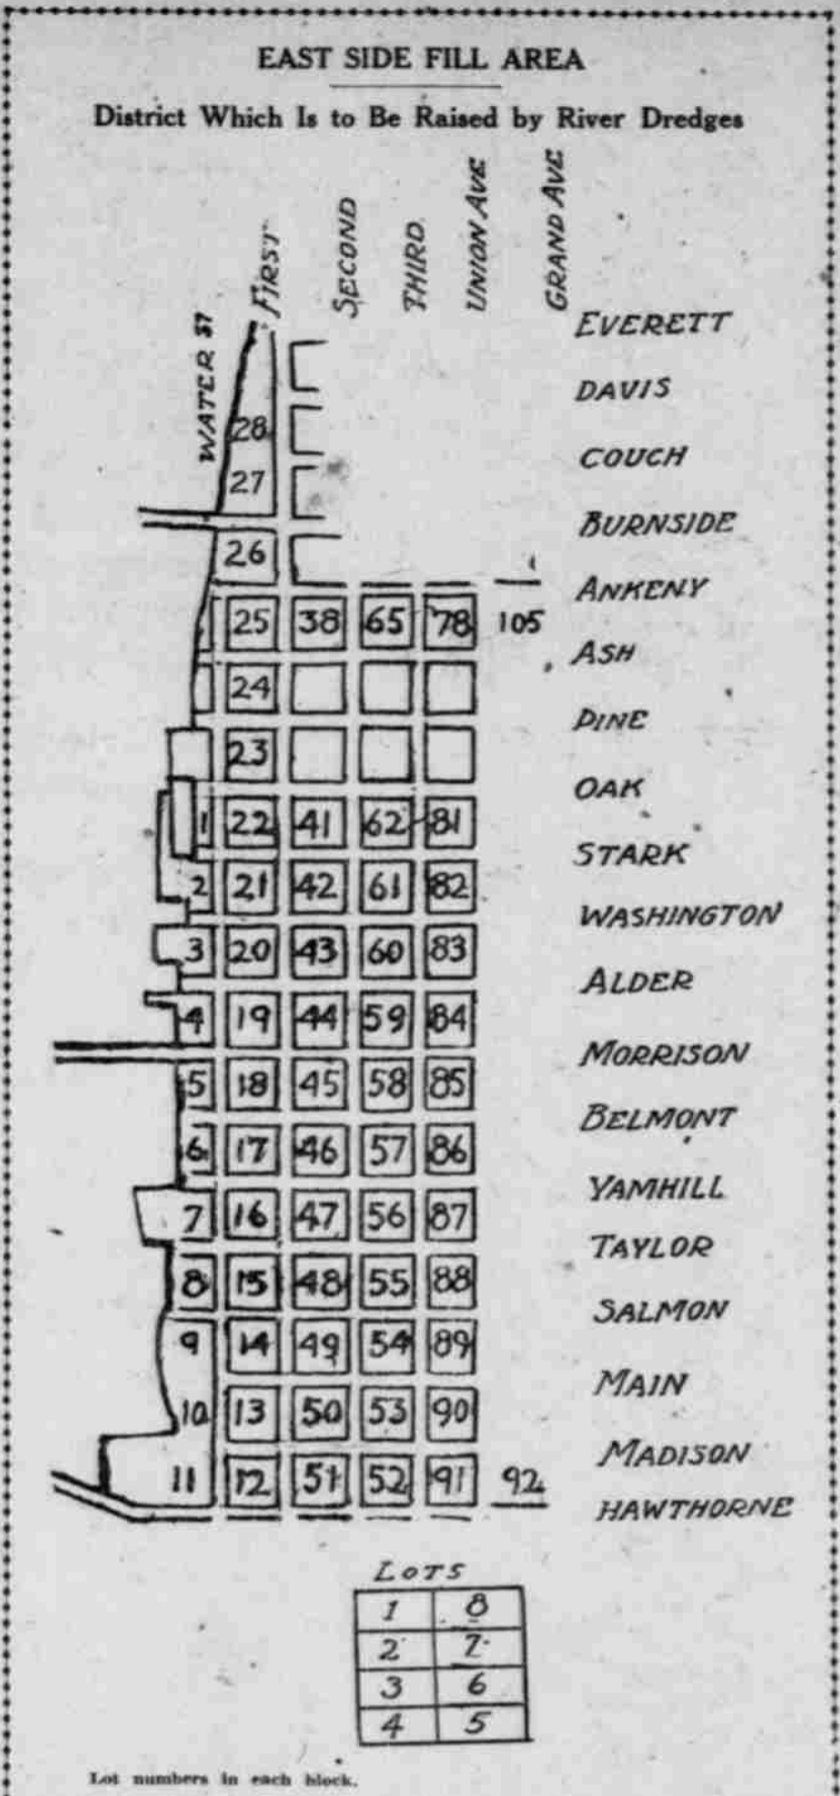 EAST SIDE FILL AREA
District Which Is to Be Raised by River Dredges
WATER ST
FIRST
SECOND
THIRD
UNION AVE
GRAND AVE
EVERETT
DAVIS
28
COUCH
27
BURNSIDE
26
ANKENY
25 38 65 78 105
ASH
24
PINE
23
OAK
1 22 41 62 81
STARK
2 21 42 61 82
WASHINGTON
3 20 43 60 83
ALDER
4 19 44 59 84
MORRISON
5 18 45 58 85
BELMONT
6 17 46 57 86
YAMHILL
7 16 47 56 87
TAYLOR
8 15 48 55 88
SALMON
9 14 49 54 89
MAIN
10 13 50 53 90
MADISON
11 12 51 52 91 92
HAWTHORNE
LOTS
1 8
2 7
3 6
4 5
Lot numbers in each block.